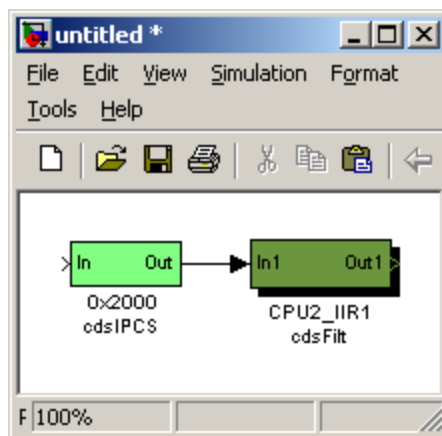 untitled *
File Edit View Simulation Format
Tools Help
In Out
In1 Out1
0x2000
cdsIPCS
CPU2_IIR1
cdsFilt
F 100%